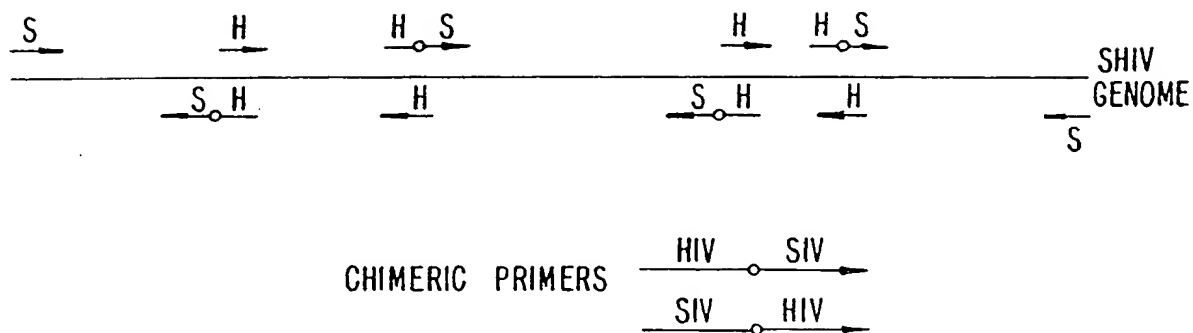 S H H S H H S
SHIV
GENOME
S H H S H H S
CHIMERIC PRIMERS
HIV SIV
SIV HIV